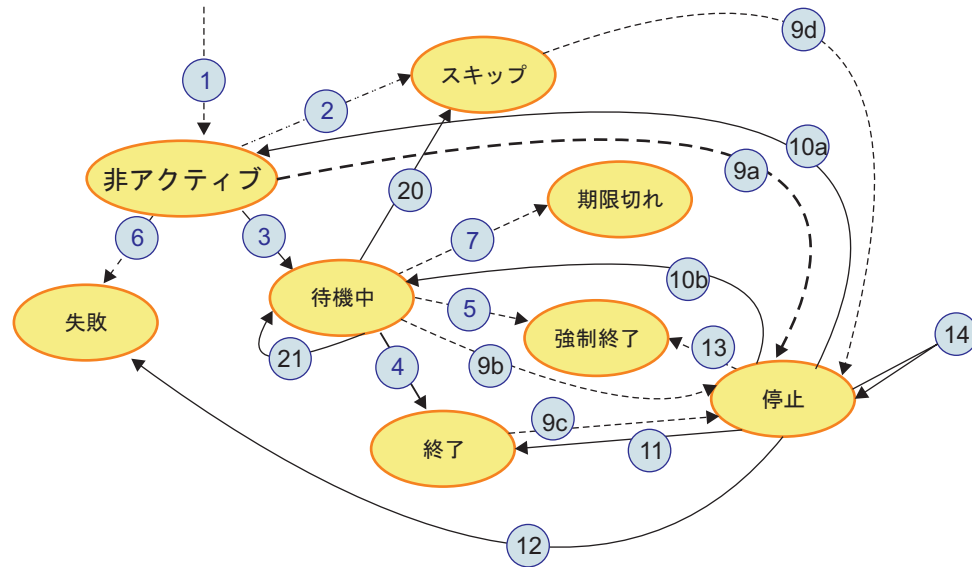 9d
スキップ
1
2
10a
9a
非アクティブ
20
期限切れ
6
3
7
10b
待機中
5
失敗
強制終了
13
14
21
4
9b
停止
9c
終了
11
12